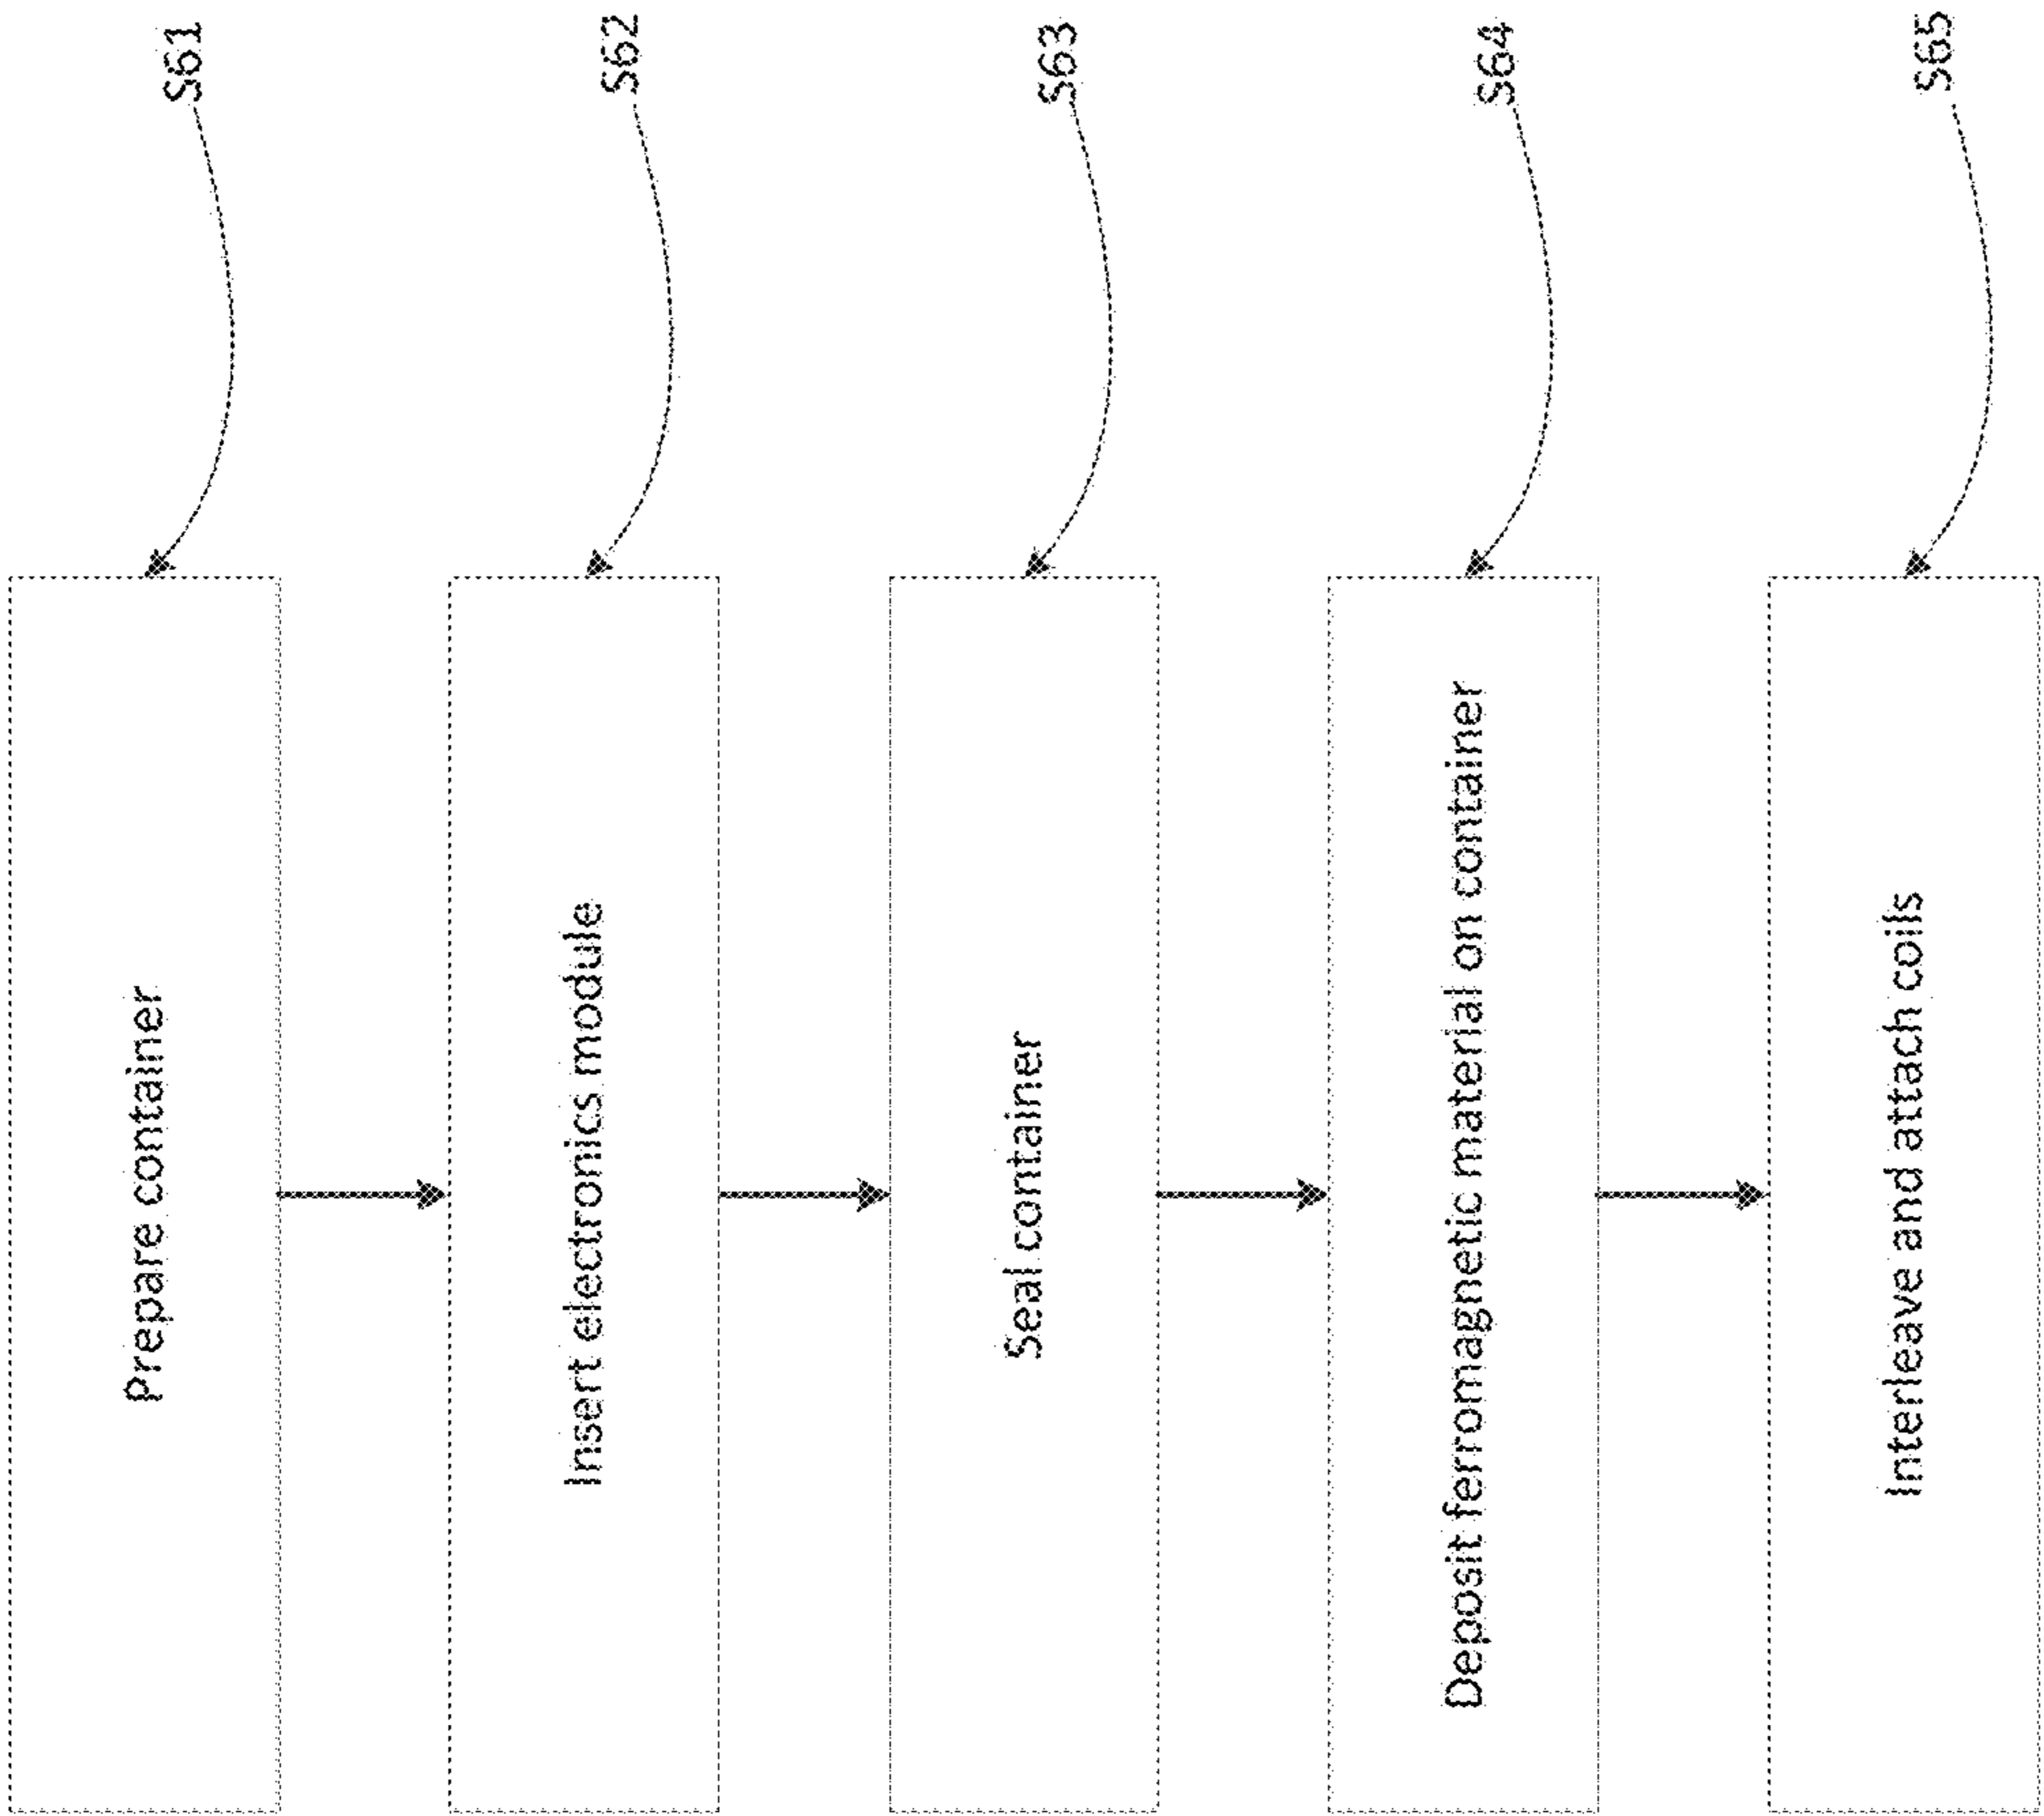 Prepare container
S61
Insert electronics module
S62
Seal container
S63
Deposit ferromagnetic material on container
S64
Interleave and attach coils
S65